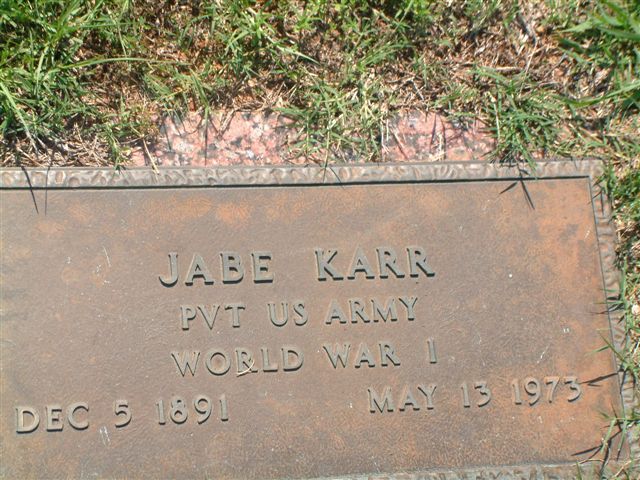 JABE KARR
PVT US ARMY
WORLD WAR I
DEC 5 1891 MAY 13 1973